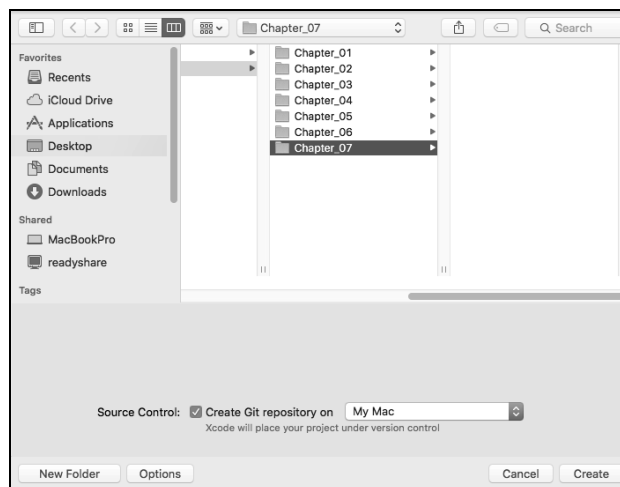 Chapter_07
Search
Favorites
Recents
iCloud Drive
Applications
Desktop
Documents
Downloads
Shared
MacBookPro
readyshare
Tags
Chapter_01
Chapter_02
Chapter_03
Chapter_04
Chapter_05
Chapter_06
Chapter_07
Source Control: Create Git repository on My Mac
Xcode will place your project under version control
New Folder Options Cancel Create